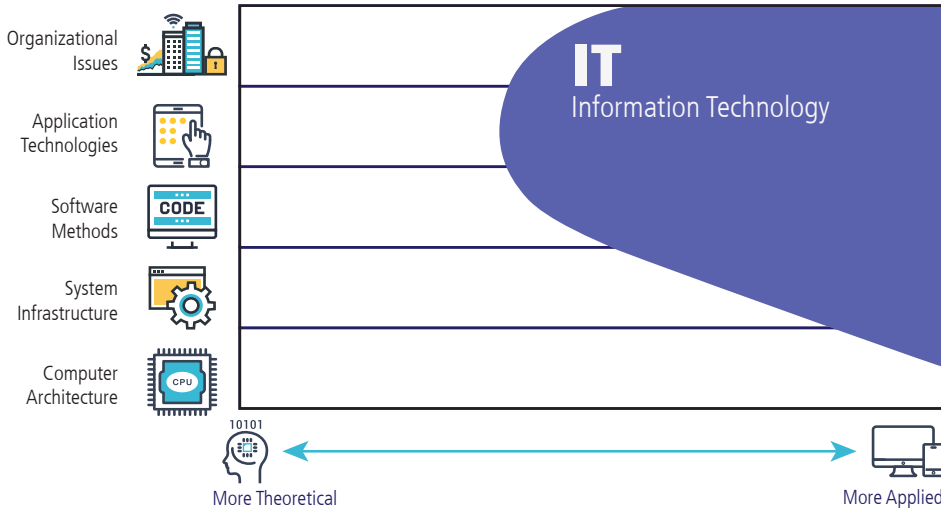 Organizational
Issues
$
IT
Information Technology
Application
Technologies
Software
Methods
CODE
System
Infrastructure
Computer
Architecture
CPU
10101
More Theoretical
More Applied